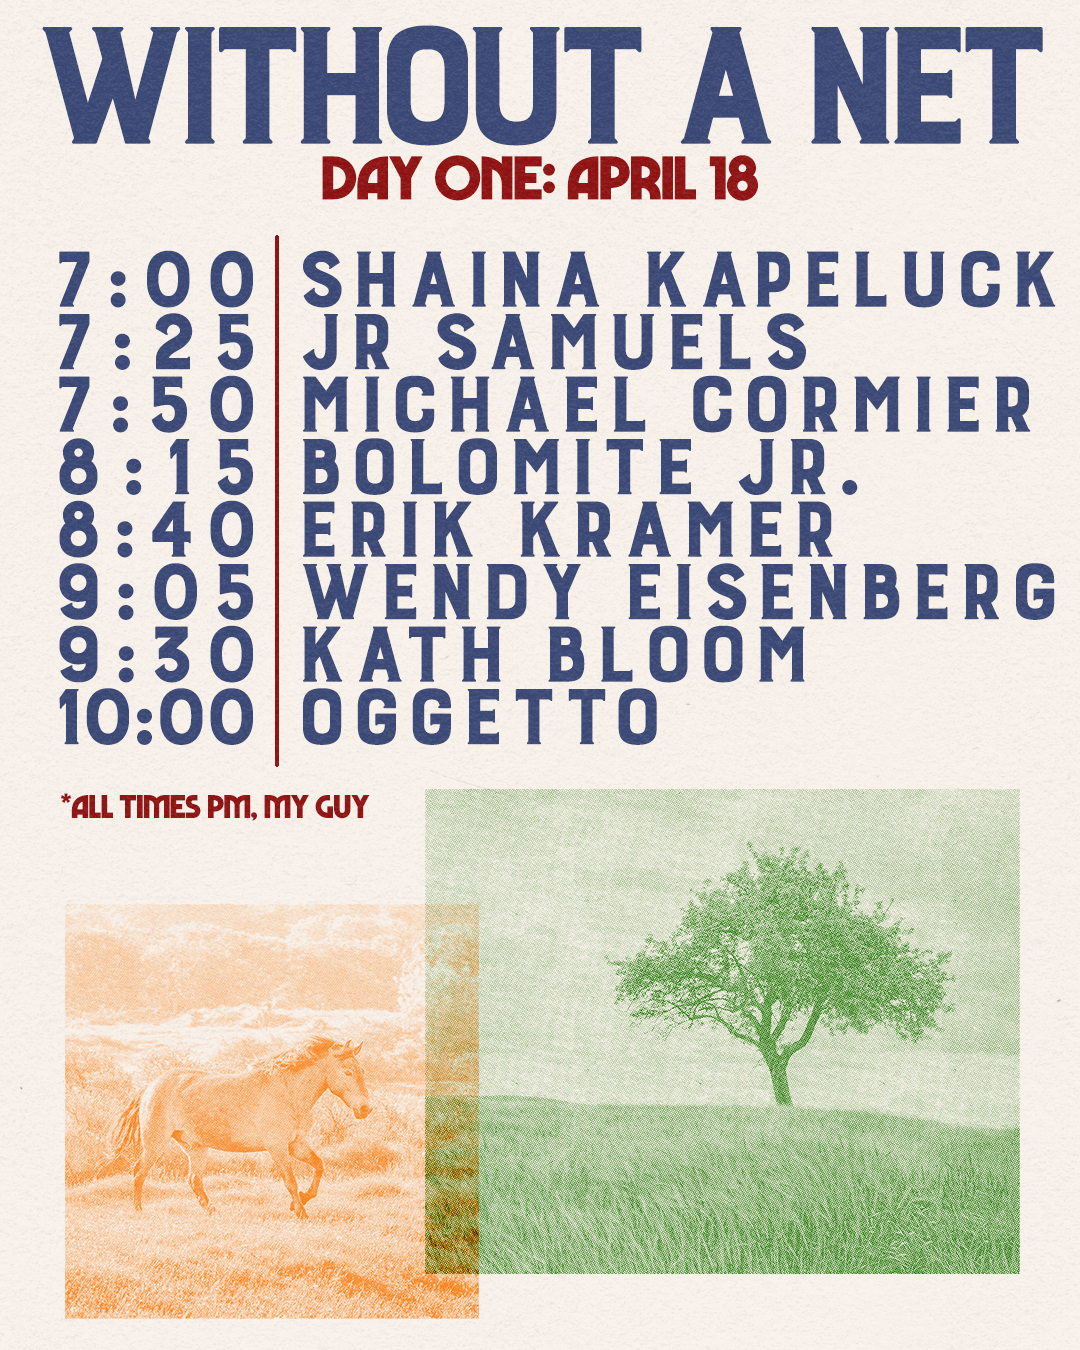 WITHOUT A NET
DAY ONE: APRIL 18
7:00 SHAINA KAPELUCK
7:25 JR SAMUELS
7:50 MICHAEL CORMIER
8:15 BOLOMITE JR.
8:40 ERIK KRAMER
9:05 WENDY EISENBERG
9:30 KATH BLOOM
10:00 OGGETTO
*ALL TIMES PM, MY GUY